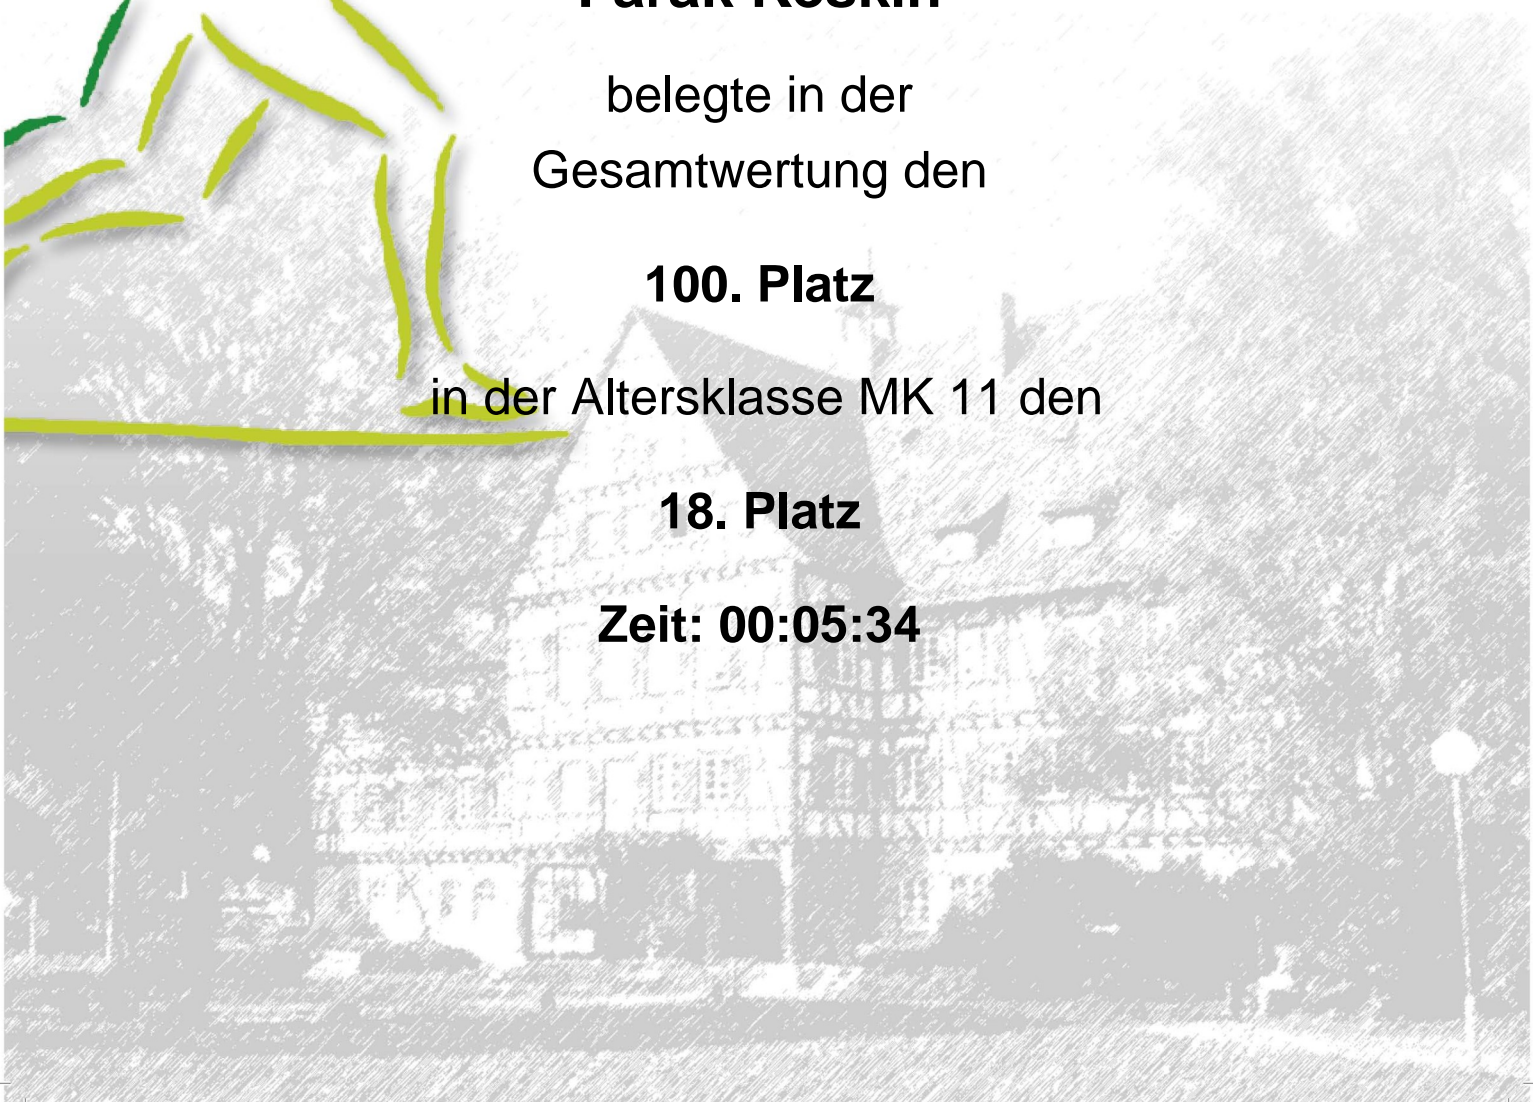 belegte in der
Gesamtwertung den
100. Platz
in der Altersklasse MK 11 den
18. Platz
Zeit: 00:05:34